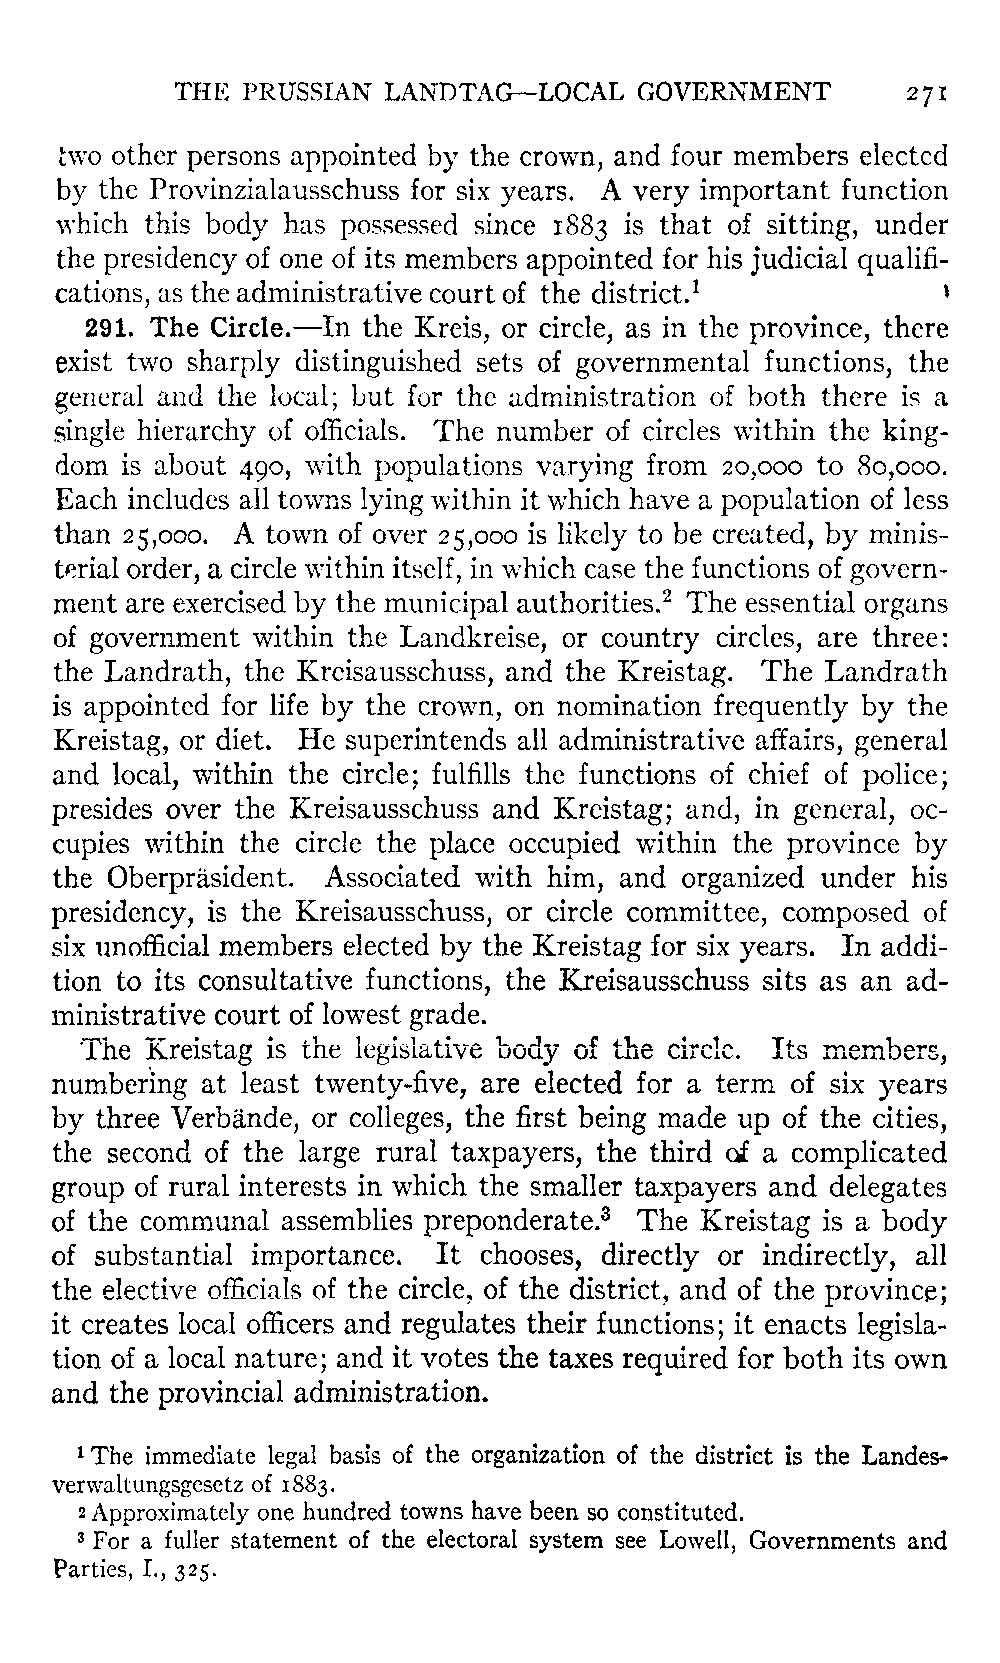 THE PRUSSIAN LANDTAG—LOCAL GOVERNMENT 271
two other persons appointed by the crown, and four members elected
by the Provinzialausschuss for six years. A very important function
which this body has possessed since 1883 is that of sitting, under
the presidency of one of its members appointed for his judicial qualifi-
cations, as the administrative court of the district.¹
291. The Circle.—In the Kreis, or circle, as in the province, there
exist two sharply distinguished sets of governmental functions, the
general and the local; but for the administration of both there is a
single hierarchy of officials. The number of circles within the king-
dom is about 490, with populations varying from 20,000 to 80,000.
Each includes all towns lying within it which have a population of less
than 25,000. A town of over 25,000 is likely to be created, by minis-
terial order, a circle within itself, in which case the functions of govern-
ment are exercised by the municipal authorities.² The essential organs
of government within the Landkreise, or country circles, are three:
the Landrath, the Kreisausschuss, and the Kreistag. The Landrath
is appointed for life by the crown, on nomination frequently by the
Kreistag, or diet. He superintends all administrative affairs, general
and local, within the circle; fulfills the functions of chief of police;
presides over the Kreisausschuss and Kreistag; and, in general, oc-
cupies within the circle the place occupied within the province by
the Oberpräsident. Associated with him, and organized under his
presidency, is the Kreisausschuss, or circle committee, composed of
six unofficial members elected by the Kreistag for six years. In addi-
tion to its consultative functions, the Kreisausschuss sits as an ad-
ministrative court of lowest grade.
The Kreistag is the legislative body of the circle. Its members,
numbering at least twenty-five, are elected for a term of six years
by three Verbände, or colleges, the first being made up of the cities,
the second of the large rural taxpayers, the third of a complicated
group of rural interests in which the smaller taxpayers and delegates
of the communal assemblies preponderate.³ The Kreistag is a body
of substantial importance. It chooses, directly or indirectly, all
the elective officials of the circle, of the district, and of the province;
it creates local officers and regulates their functions; it enacts legisla-
tion of a local nature; and it votes the taxes required for both its own
and the provincial administration.
¹ The immediate legal basis of the organization of the district is the Landes-
verwaltungsgesetz of 1883.
² Approximately one hundred towns have been so constituted.
³ For a fuller statement of the electoral system see Lowell, Governments and
Parties, I., 325.